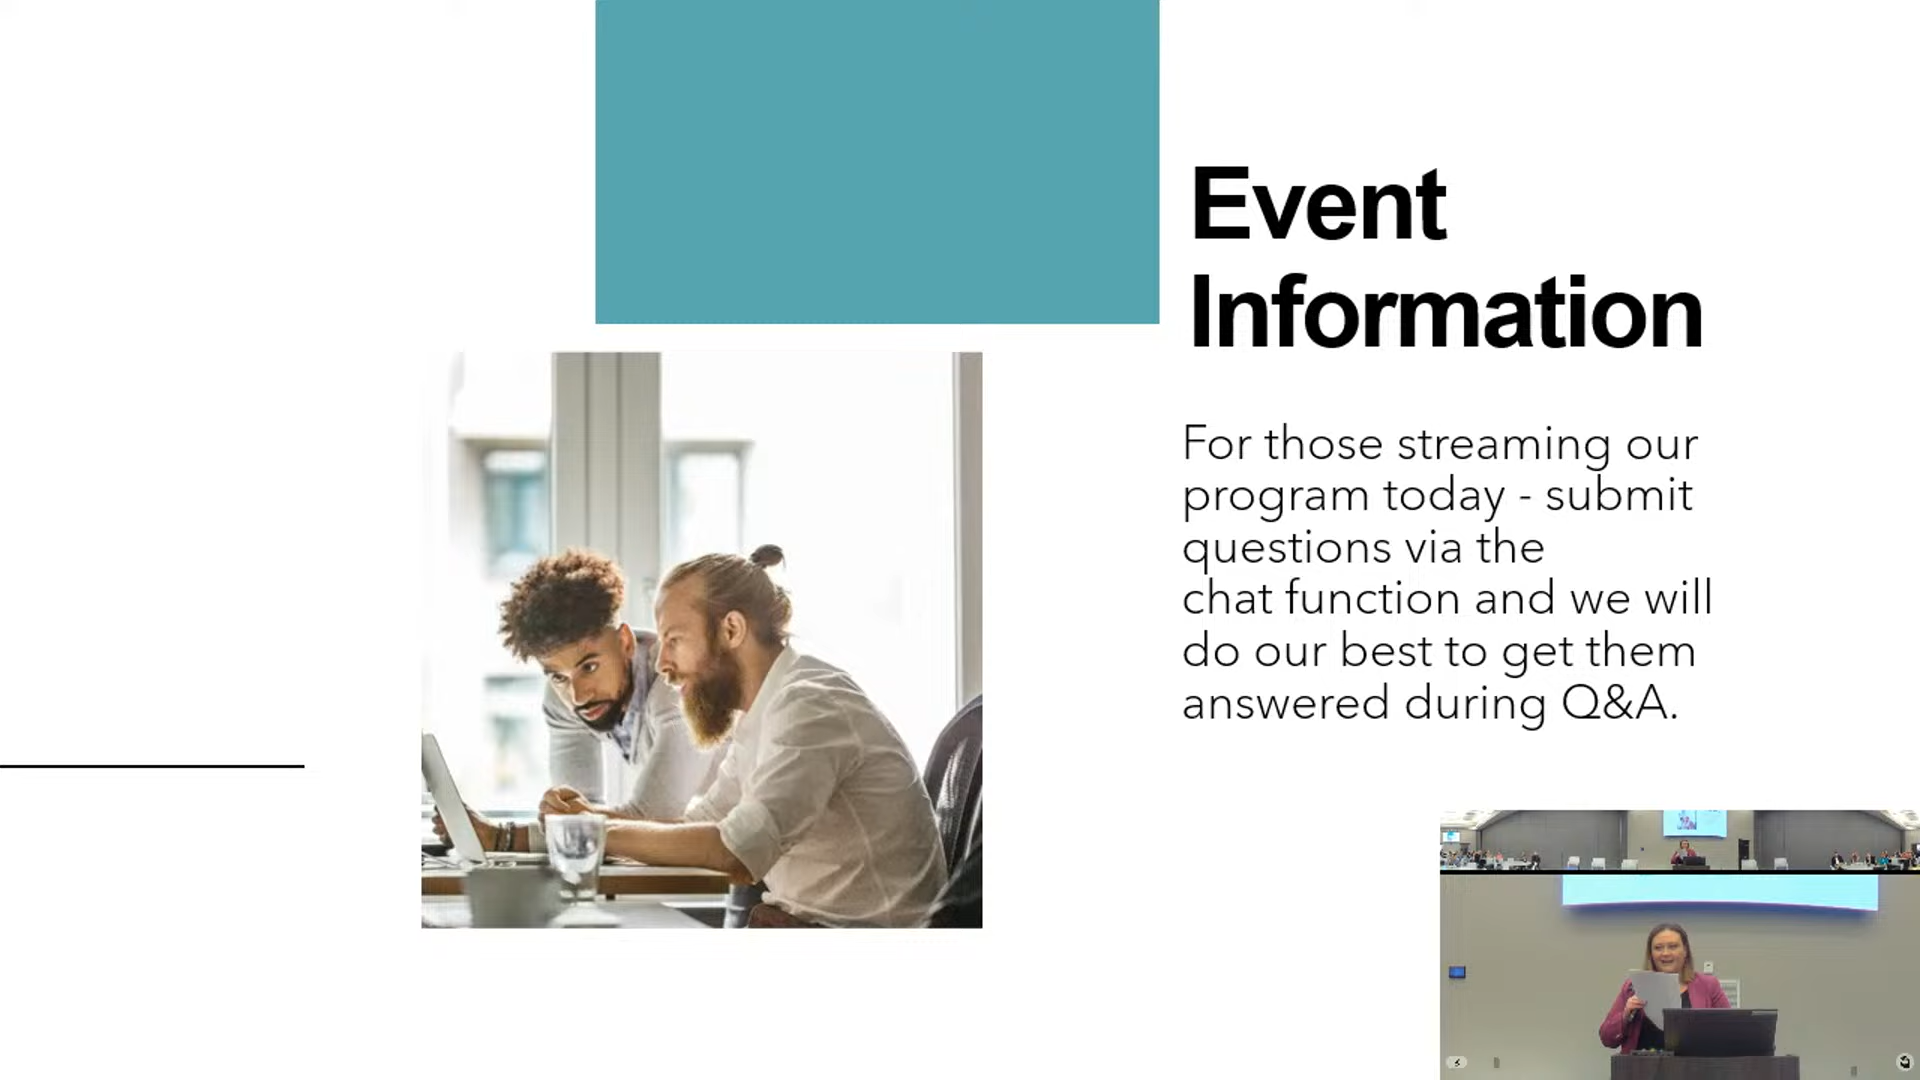 Event
Information
For those streaming our
program today - submit
questions via the
chat function and we will
do our best to get them
answered during Q&A.